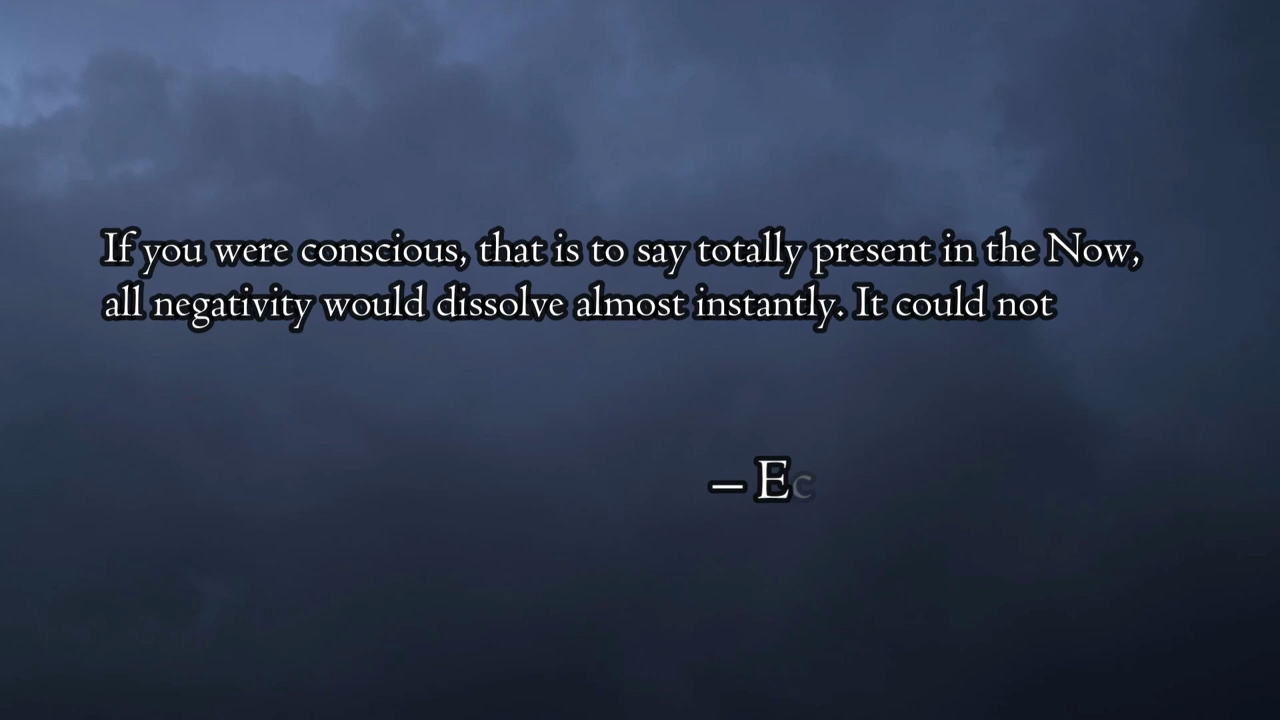 If you were conscious, that is to say totally present in the Now,
all negativity would dissolve almost instantly. It could not
– Ec